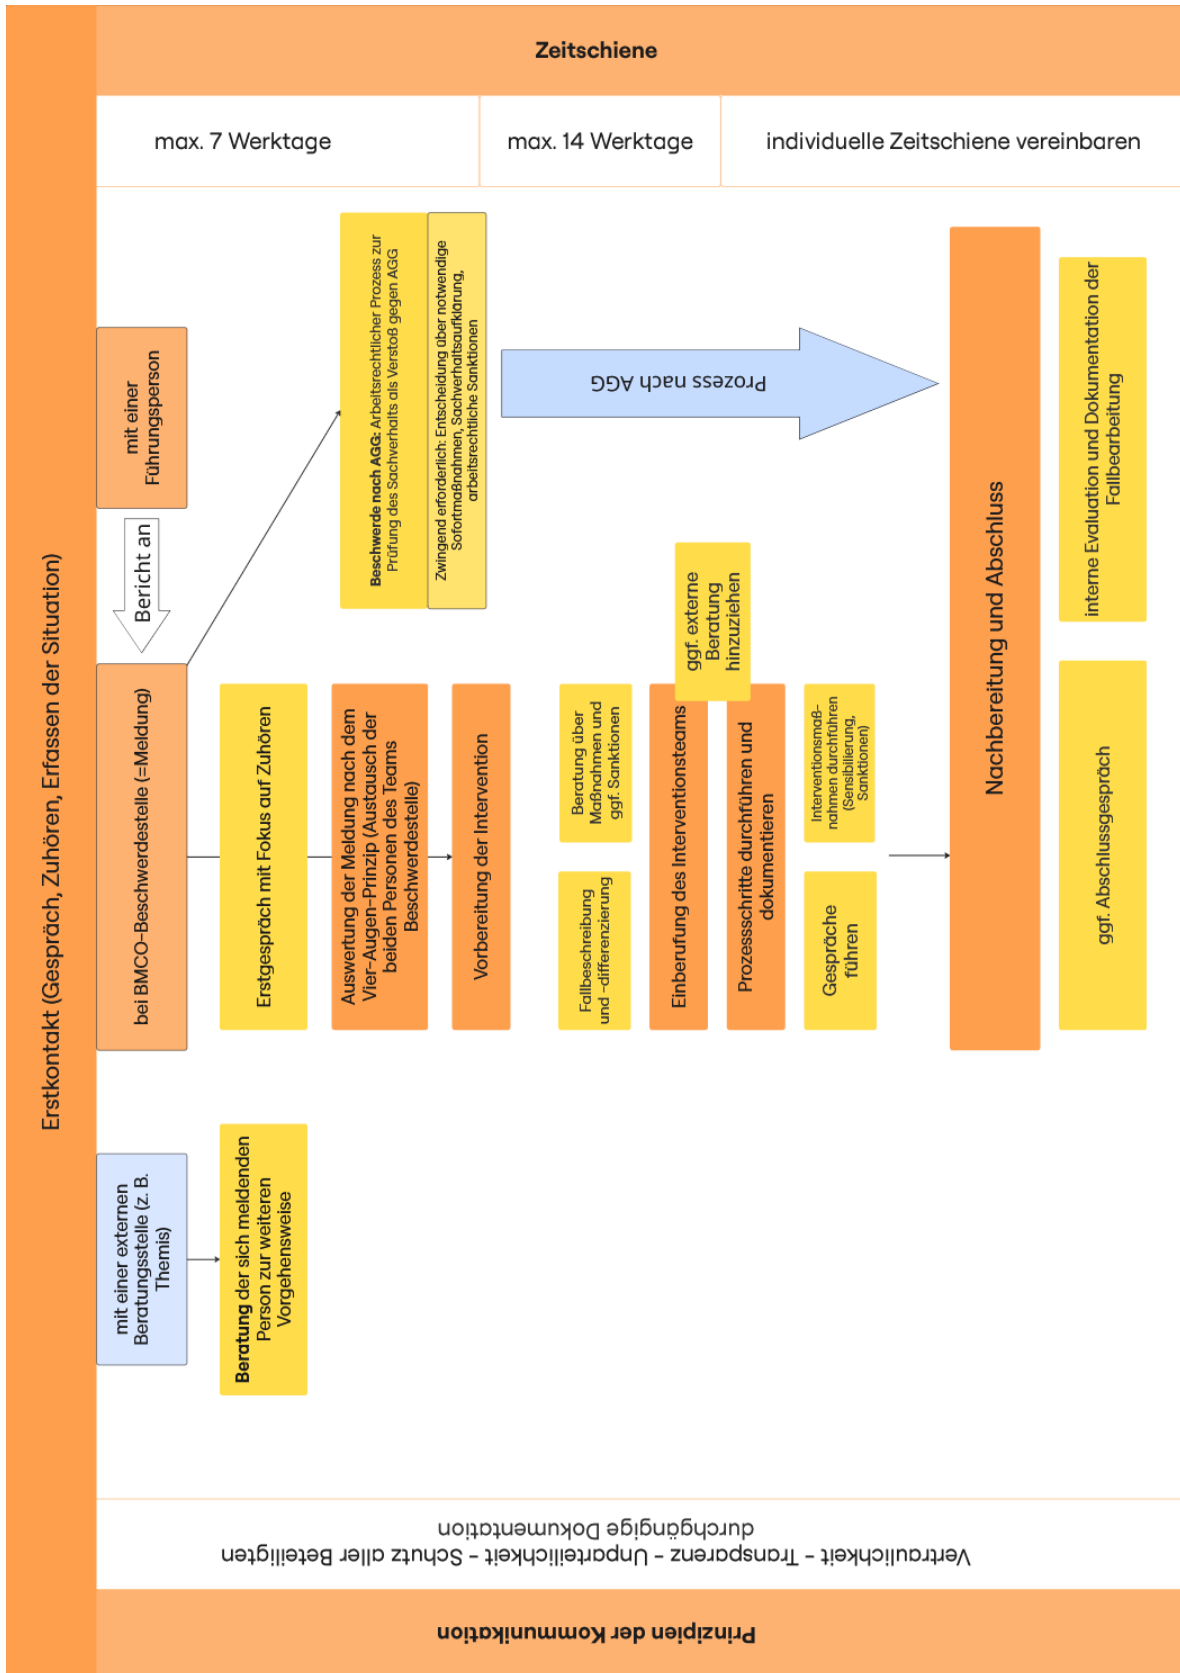 Erstkontakt (Gespräch, Zuhören, Erfassen der Situation)
Prinzipien der Kommunikation
Vertraulichkeit - Transparenz - Unparteilichkeit - Schutz aller Beteiligten
durchgängige Dokumentation
mit einer externen
Beratungsstelle (z. B.
Themis)
Beratung der sich meldenden
Person zur weiteren
Vorgehensweise
bei BMCO-Beschwerdestelle (=Meldung)
Bericht an
mit einer
Führungsperson
Erstgespräch mit Fokus auf Zuhören
Auswertung der Meldung nach dem
Vier-Augen-Prinzip (Austausch der
beiden Personen des Teams
Beschwerdestelle)
Vorbereitung der Intervention
Beschwerde nach AGG: Arbeitsrechtlicher Prozess zur
Prüfung des Sachverhalts als Verstoß gegen AGG
Zwingend erforderlich: Entscheidung über notwendige
Sofortmaßnahmen, Sachverhaltsaufklärung,
arbeitsrechtliche Sanktionen
Prozess nach AGG
Fallbeschreibung
und -differenzierung
Beratung über
Maßnahmen und
ggf. Sanktionen
Einberufung des Interventionsteams
ggf. externe
Beratung
hinzuziehen
Prozessschritte durchführen und
dokumentieren
Gespräche
führen
Interventionsmaß-
nahmen durchführen
(Sensibilierung,
Sanktionen)
Nachbereitung und Abschluss
ggf. Abschlussgespräch
interne Evaluation und Dokumentation der
Fallbearbeitung
Zeitschiene
max. 7 Werktage
max. 14 Werktage
individuelle Zeitschiene vereinbaren